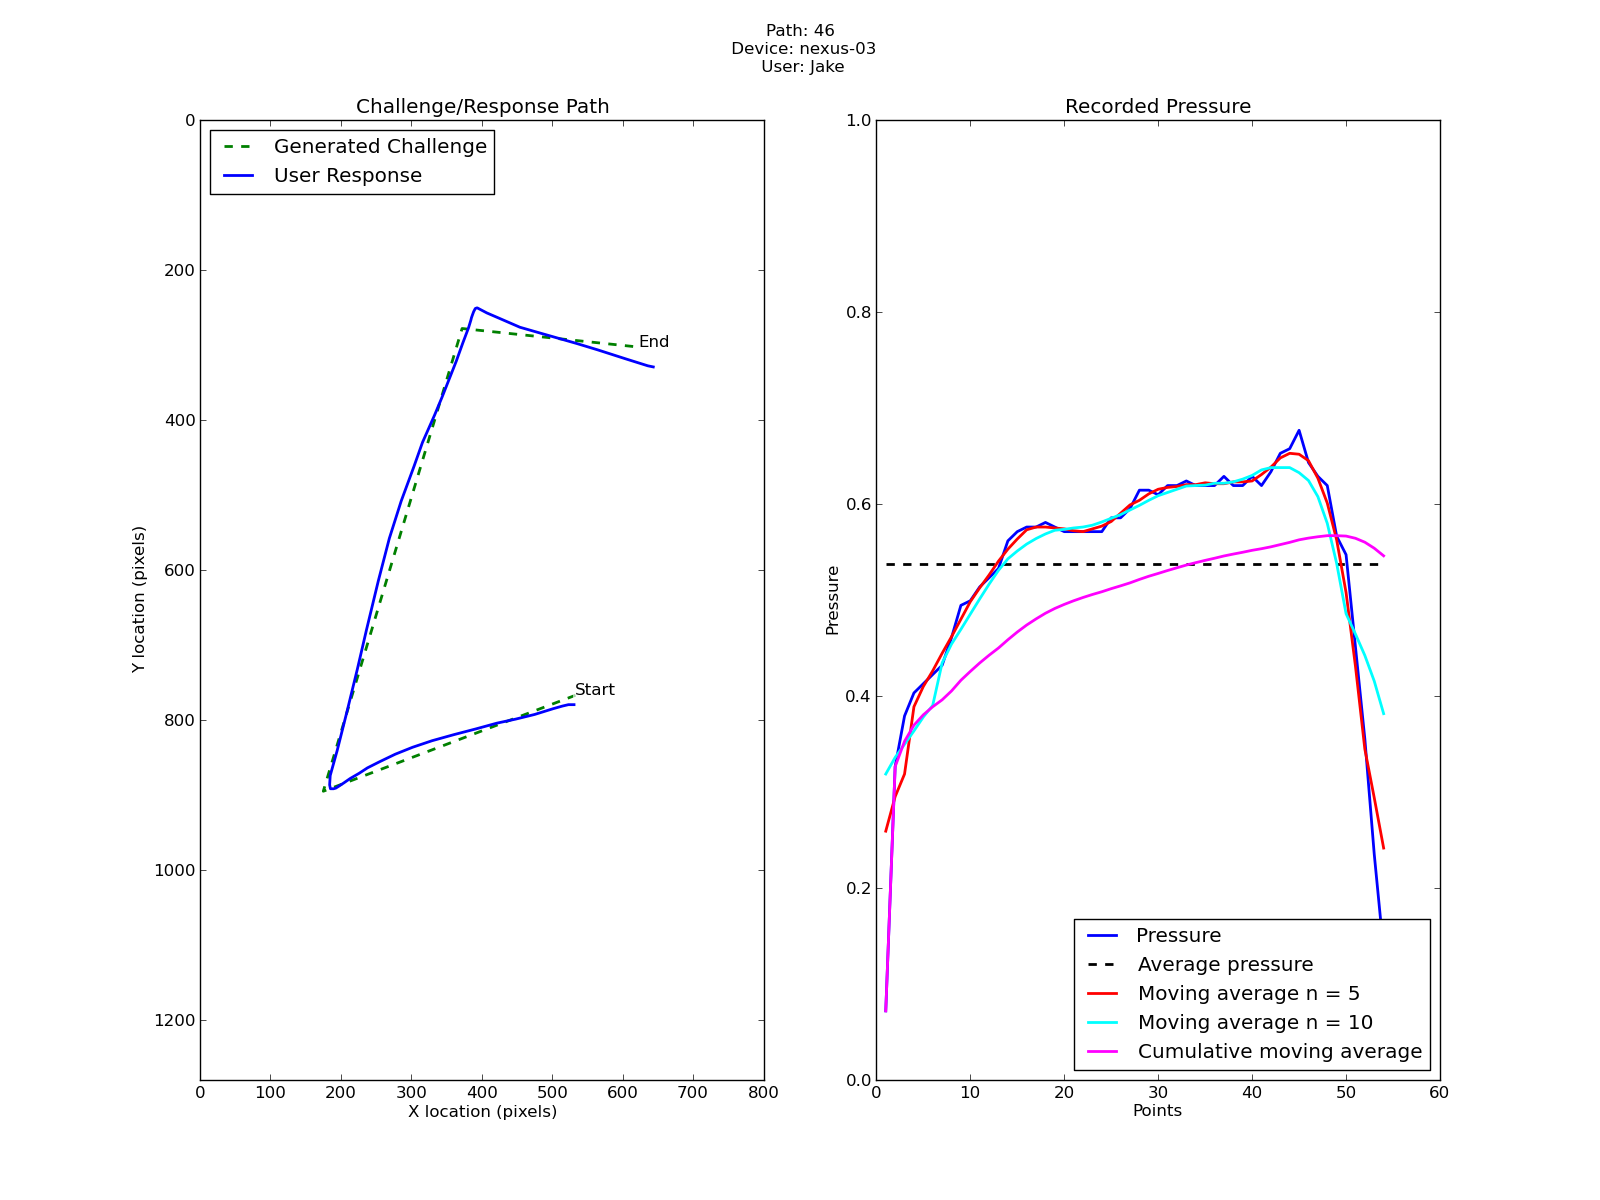 Path: 46
Device: nexus-03
User: Jake
Challenge/Response Path
Generated Challenge
User Response
0
200
400
600
800
1000
1200
Y location (pixels)
End
Start
0 100 200 300 400 500 600 700 800
X location (pixels)
Recorded Pressure
1.0
0.8
0.6
0.4
0.2
0.0
Pressure
Pressure
Average pressure
Moving average n = 5
Moving average n = 10
Cumulative moving average
0 10 20 30 40 50 60
Points